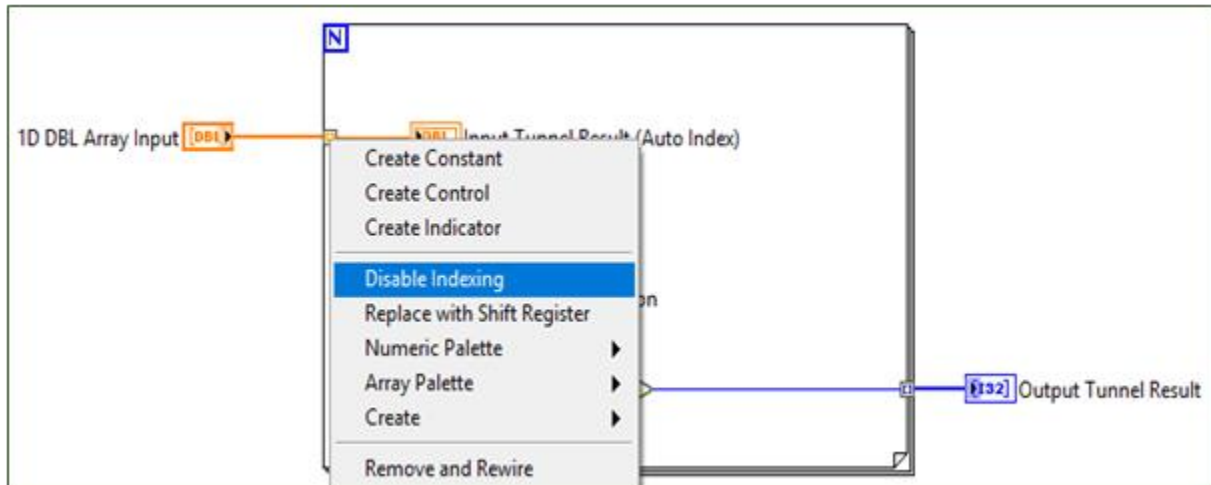 N
1D DBL Array Input
DBL
DBL
Input Tunnel Result (Auto Index)
Create Constant
Create Control
Create Indicator
Disable Indexing
on
Replace with Shift Register
Numeric Palette
Array Palette
Create
I32
Output Tunnel Result
Remove and Rewire